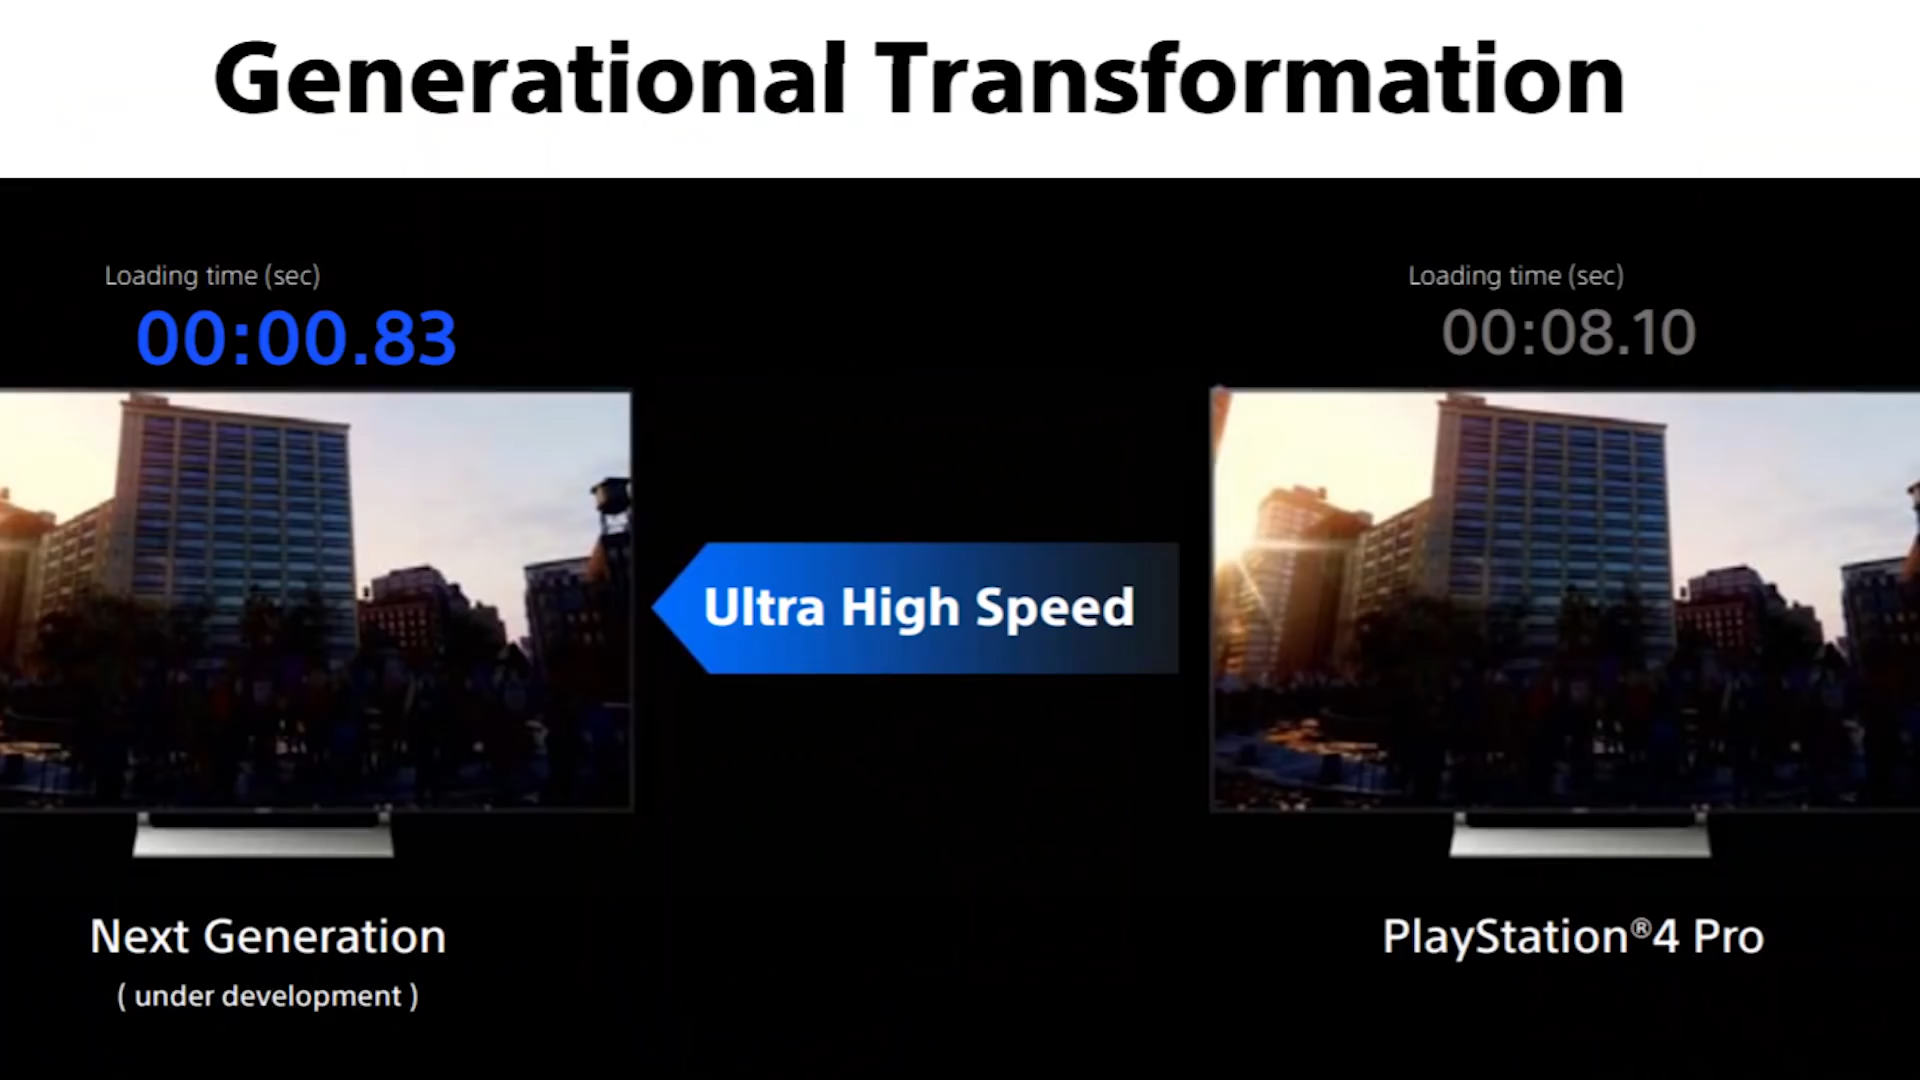 Generational Transformation
Loading time (sec)
00:00.83
Loading time (sec)
00:08.10
Ultra High Speed
Next Generation
( under development )
PlayStation®4 Pro